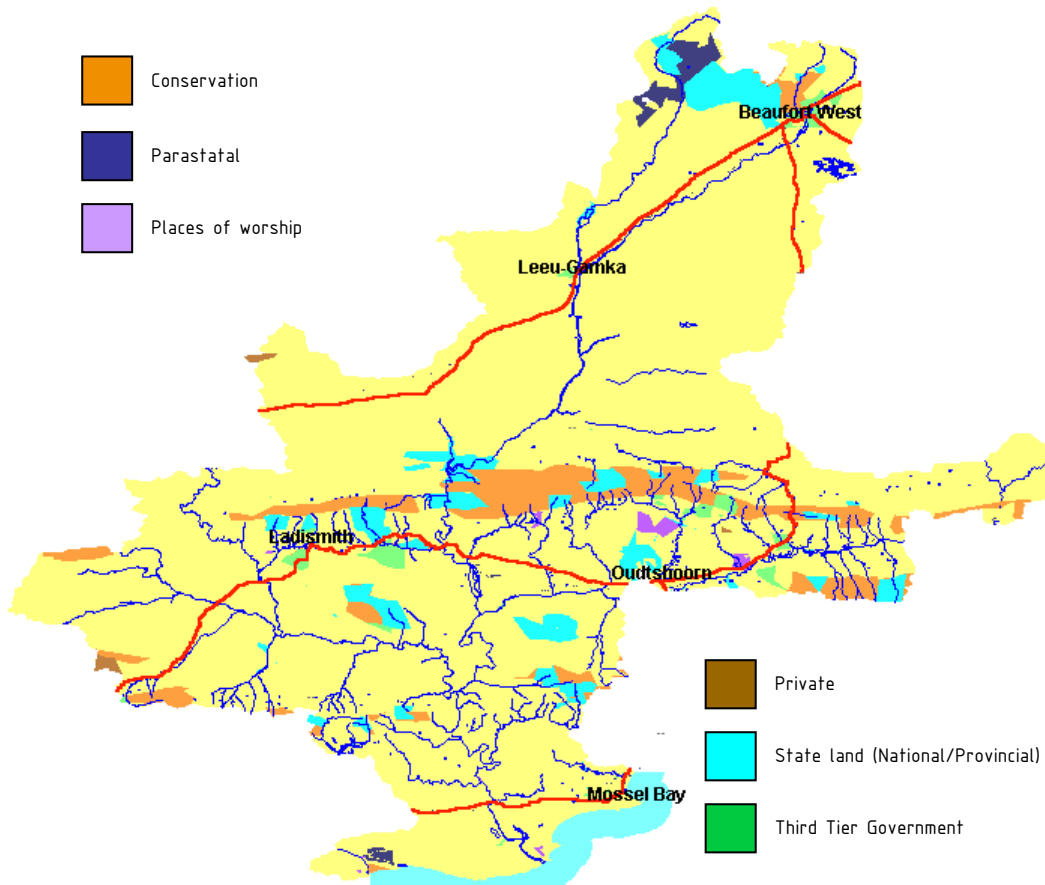 Conservation
Parastatal
Places of worship
Beaufort West
Leeu-Gamka
Ladismith
Oudtshoorn
Mossel Bay
Private
State land (National/Provincial)
Third Tier Government